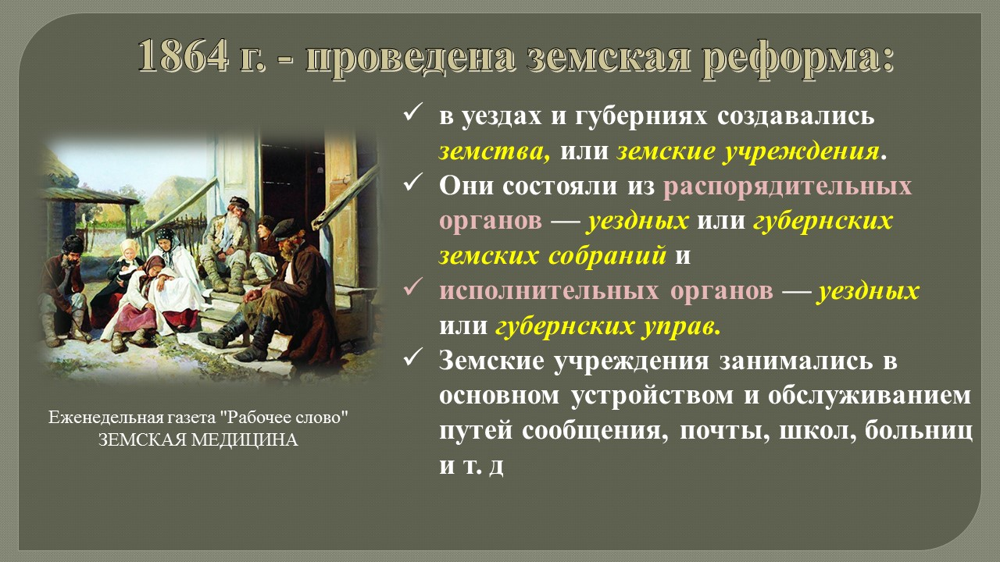 1864 г. - проведена земская реформа:
в уездах и губерниях создавались
земства, или земские учреждения.
Они состояли из распорядительных
органов — уездных или губернских
земских собраний и
исполнительных органов — уездных
или губернских управ.
Земские учреждения занимались в
основном устройством и обслуживанием
путей сообщения, почты, школ, больниц
и т. д
Еженедельная газета "Рабочее слово"
ЗЕМСКАЯ МЕДИЦИНА